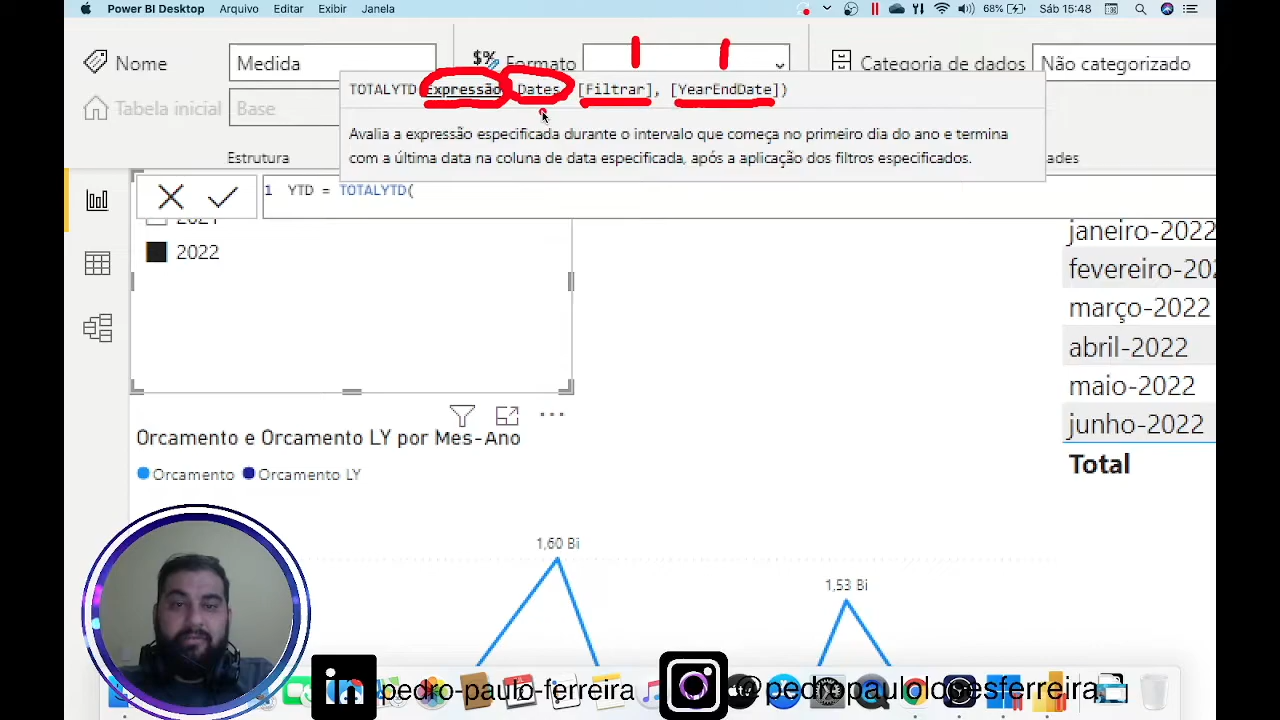 Power BI Desktop Arquivo Editar Exibir Janela 68% Sáb 15:48
Nome Medida $% Formato Categoria de dados Não categorizado
TOTALYTD(Expressão, Dates, [Filtrar], [YearEndDate])
Tabela inicial Base
Avalia a expressão especificada durante o intervalo que começa no primeiro dia do ano e termina
com a última data na coluna de data especificada, após a aplicação dos filtros especificados.
Estrutura
1 YTD = TOTALYTD(
2022
janeiro-2022
março-2022
abril-2022
maio-2022
junho-2022
Total
Orcamento e Orcamento LY por Mes-Ano
Orcamento Orcamento LY
1,60 Bi
1,53 Bi
in pedro-paulo-ferreira
@pedropaulolopesferreira